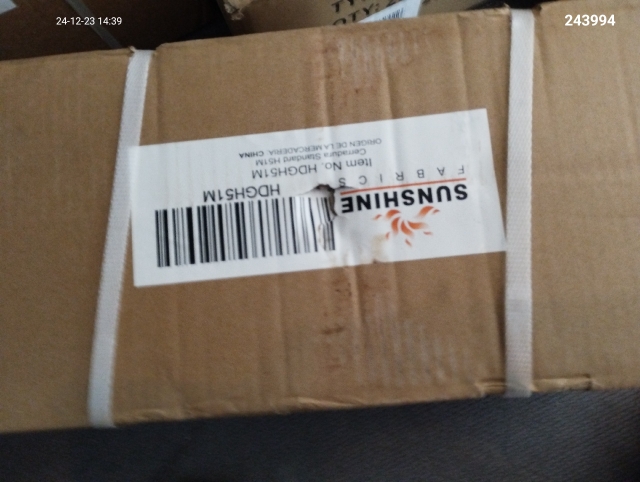 24-12-23 14:39
243994
SUNSHINE
FABRICS
HDGH51M
Item No. HDGH51M
Cerradura Standard H51M
ORIGEN DE LA MERCADERIA: CHINA